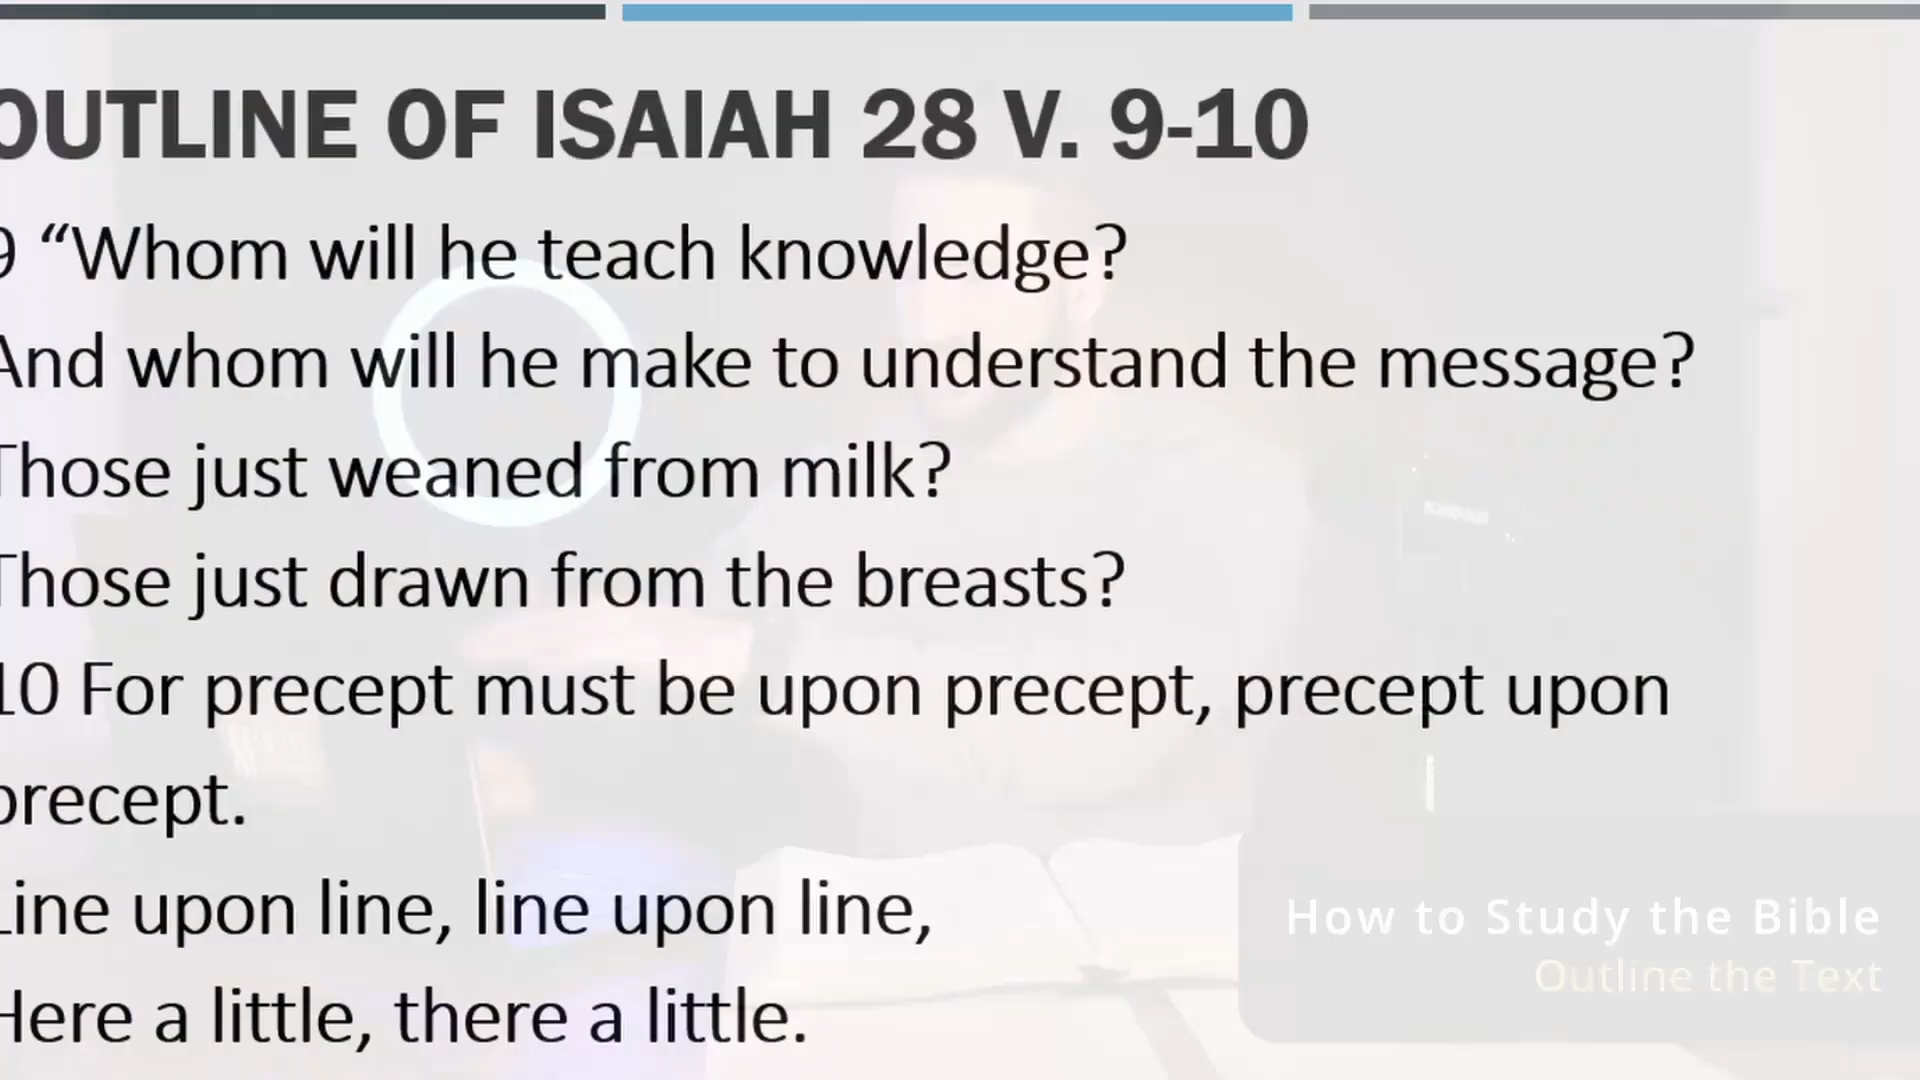 OUTLINE OF ISAIAH 28 V. 9-10
9 “Whom will he teach knowledge?
And whom will he make to understand the message?
Those just weaned from milk?
Those just drawn from the breasts?
10 For precept must be upon precept, precept upon
precept.
Line upon line, line upon line,
Here a little, there a little.
How to Study the Bible
Outline the Text